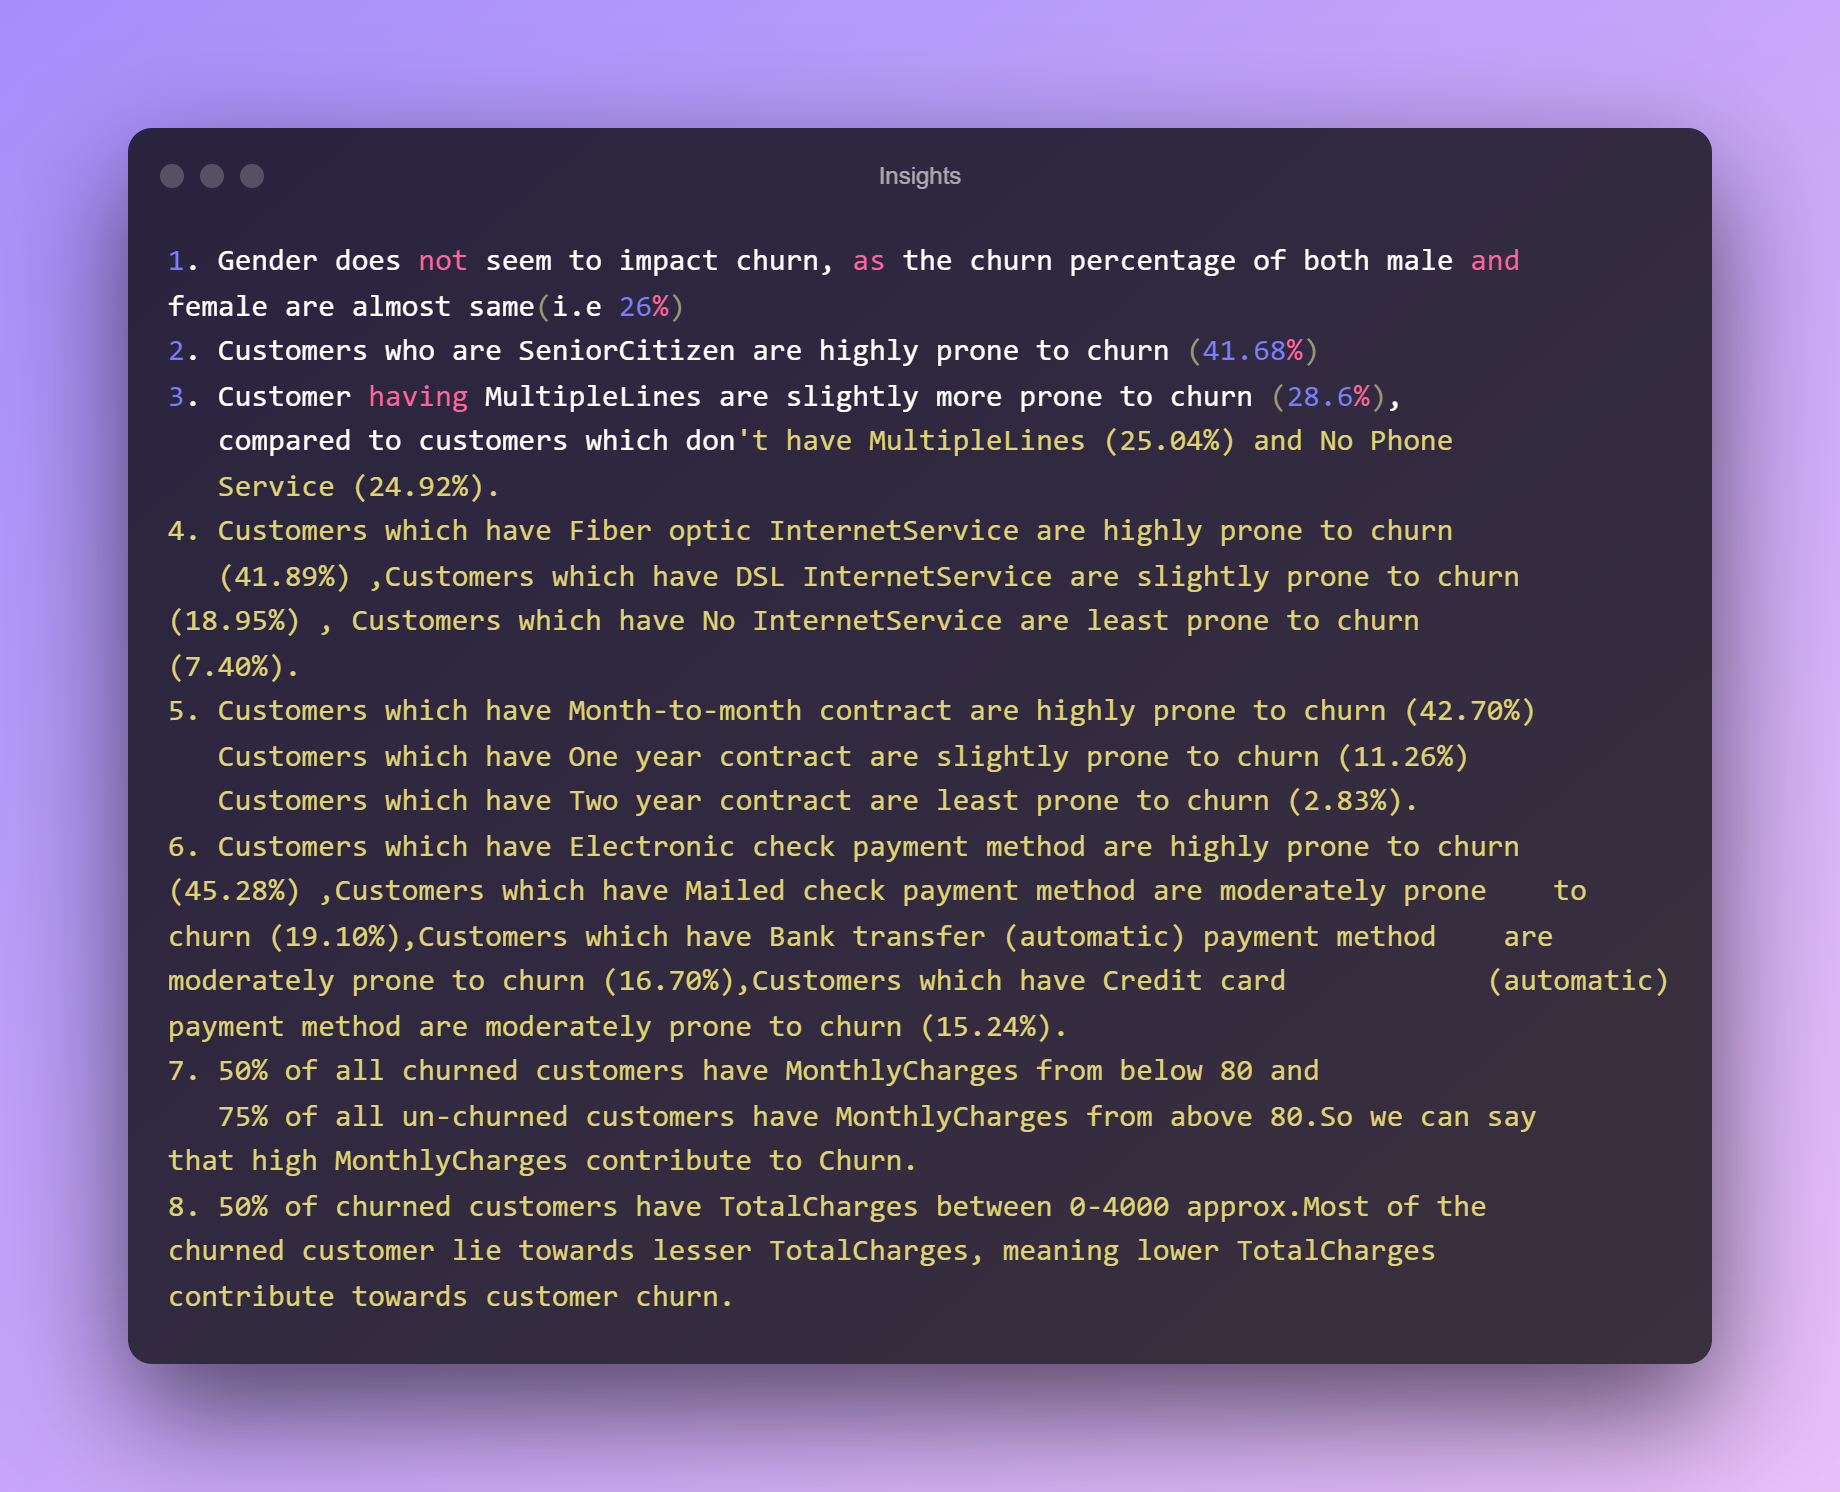 Insights
1. Gender does not seem to impact churn, as the churn percentage of both male and
female are almost same(i.e 26%)
2. Customers who are SeniorCitizen are highly prone to churn (41.68%)
3. Customer having MultipleLines are slightly more prone to churn (28.6%),
compared to customers which don't have MultipleLines (25.04%) and No Phone
Service (24.92%).
4. Customers which have Fiber optic InternetService are highly prone to churn
(41.89%) ,Customers which have DSL InternetService are slightly prone to churn
(18.95%) , Customers which have No InternetService are least prone to churn
(7.40%).
5. Customers which have Month-to-month contract are highly prone to churn (42.70%)
Customers which have One year contract are slightly prone to churn (11.26%)
Customers which have Two year contract are least prone to churn (2.83%).
6. Customers which have Electronic check payment method are highly prone to churn
(45.28%) ,Customers which have Mailed check payment method are moderately prone    to
churn (19.10%),Customers which have Bank transfer (automatic) payment method    are
moderately prone to churn (16.70%),Customers which have Credit card            (automatic)
payment method are moderately prone to churn (15.24%).
7. 50% of all churned customers have MonthlyCharges from below 80 and
75% of all un-churned customers have MonthlyCharges from above 80.So we can say
that high MonthlyCharges contribute to Churn.
8. 50% of churned customers have TotalCharges between 0-4000 approx.Most of the
churned customer lie towards lesser TotalCharges, meaning lower TotalCharges
contribute towards customer churn.